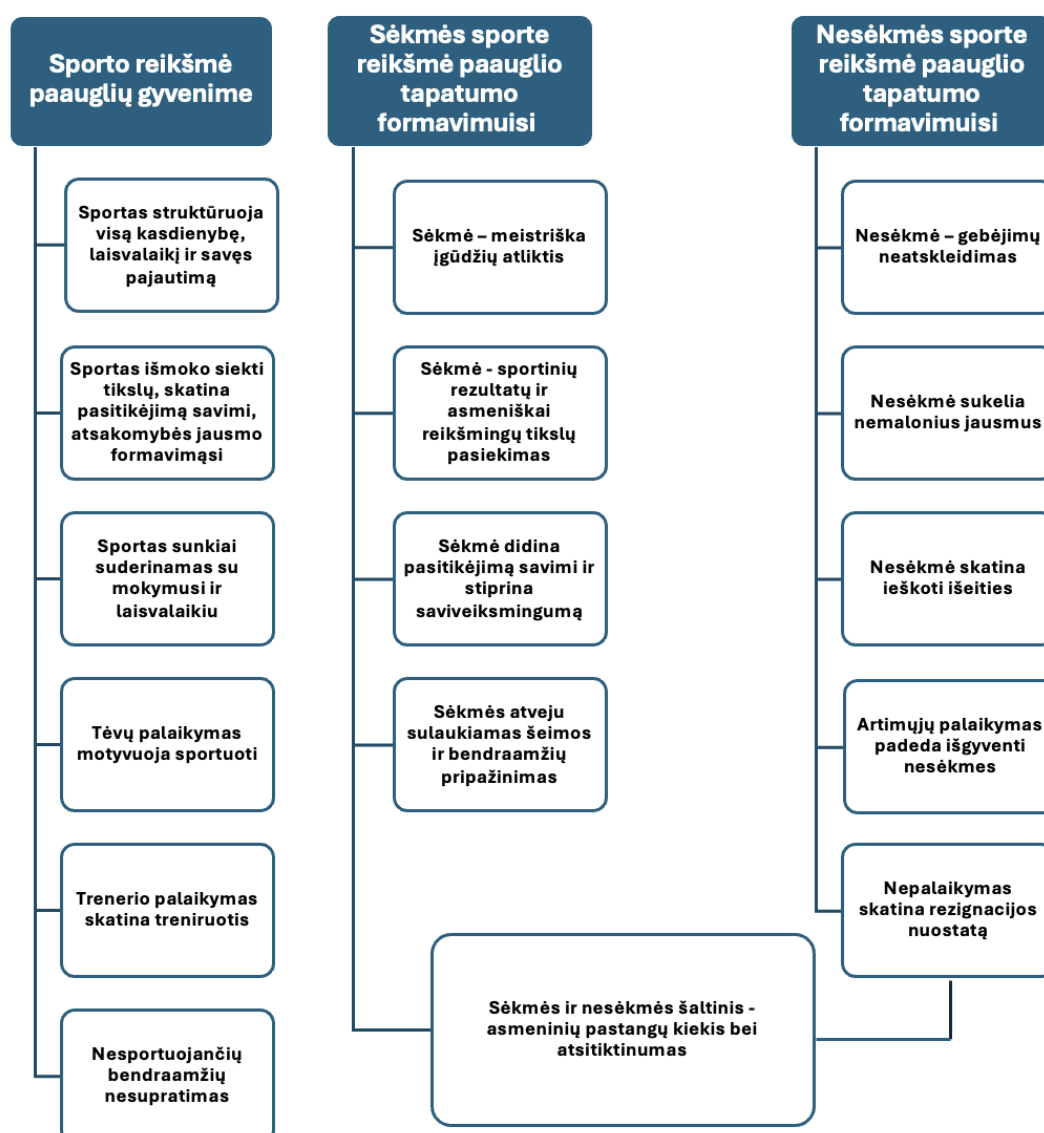 Sporto reikšmė
paauglių gyvenime
Sportas struktūruoja
visą kasdienybę,
laisvalaikį ir savęs
pajautimą
Sportas išmoko siekti
tikslų, skatina
pasitikėjimą savimi,
atsakomybės jausmo
formavimąsi
Sportas sunkiai
suderinamas su
mokymusi ir
laisvalaikiu
Tėvų palaikymas
motyvuoja sportuoti
Trenerio palaikymas
skatina treniruotis
Nesportuojančių
bendraamžių
nesupratimas
Sėkmės sporte
reikšmė paauglio
tapatumo
formavimuisi
Sėkmė – meistriška
įgūdžių atliktis
Sėkmė - sportinių
rezultatų ir
asmeniškai
reikšmingų tikslų
pasiekimas
Sėkmė didina
pasitikėjimą savimi ir
stiprina
saviveiksmingumą
Sėkmės atveju
sulaukiamas šeimos
ir bendraamžių
pripažinimas
Sėkmės ir nesėkmės šaltinis -
asmeninių pastangų kiekis bei
atsitiktinumas
Nesėkmės sporte
reikšmė paauglio
tapatumo
formavimuisi
Nesėkmė – gebėjimų
neatskleidimas
Nesėkmė sukelia
nemalonius jausmus
Nesėkmė skatina
ieškoti išeities
Artimųjų palaikymas
padeda išgyventi
nesėkmes
Nepalaikymas
skatina rezignacijos
nuostatą